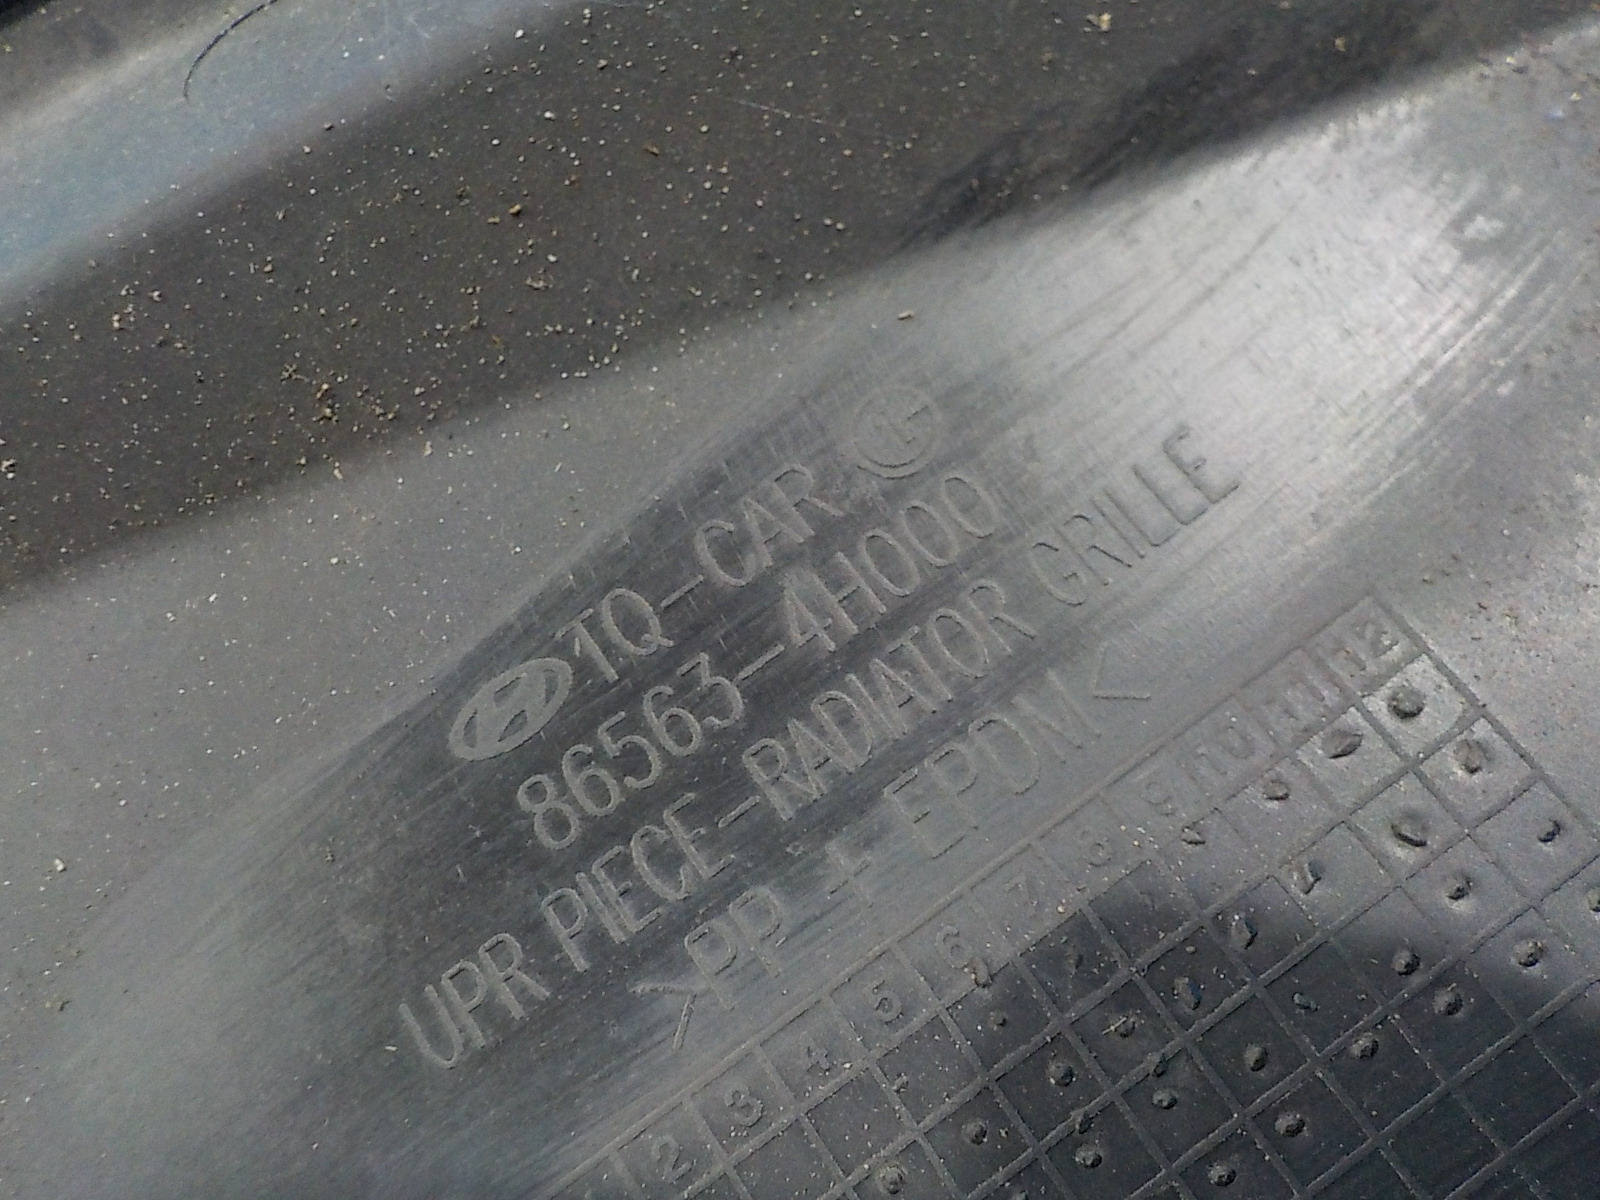 1Q-CAR
86563-4H000
UPR PIECE-RADIATOR GRILLE
>PP + EPDM<
2 3 4 5 6 7 8 9 10 11 12